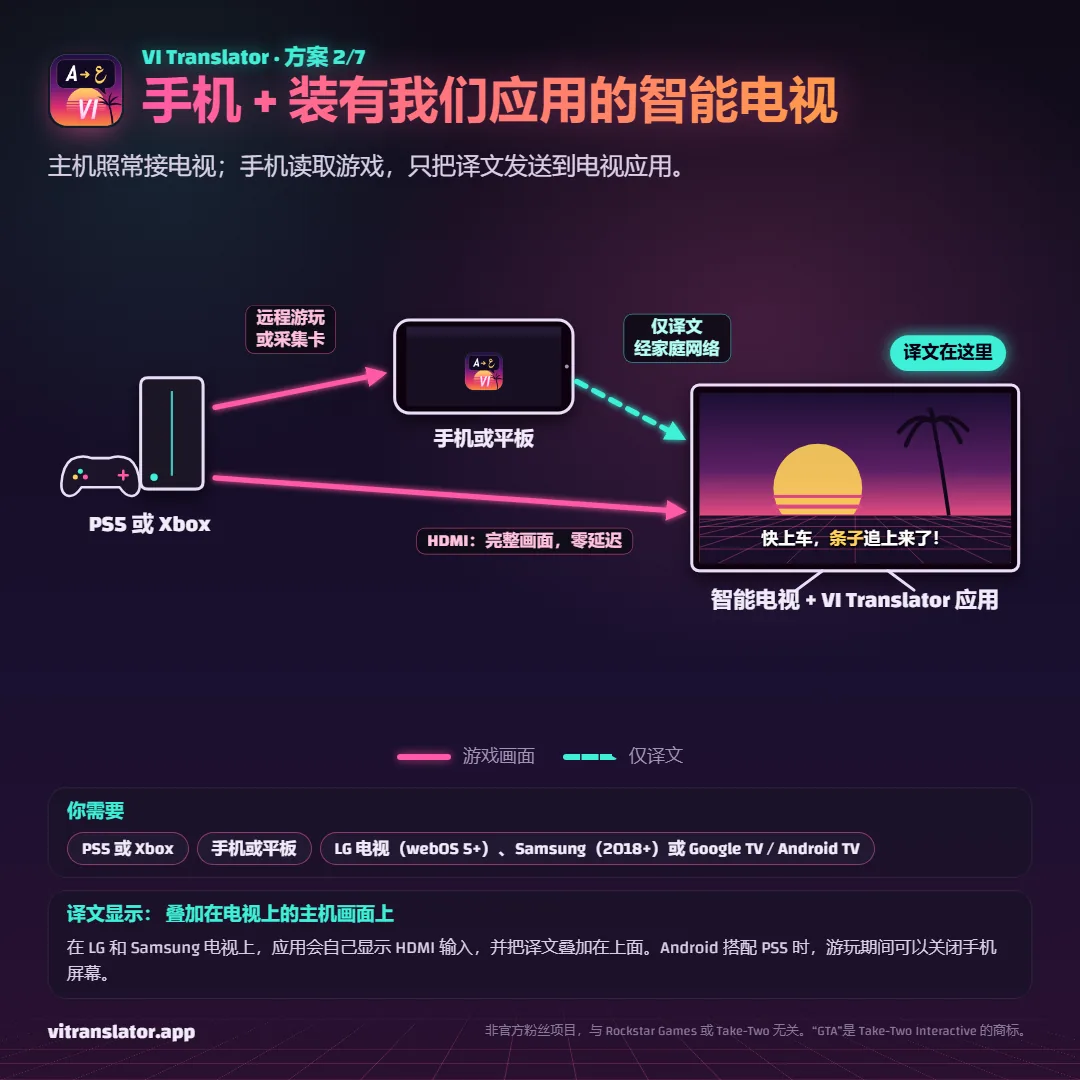 A→ع
VI
VI Translator · 方案 2/7
手机 + 装有我们应用的智能电视
主机照常接电视；手机读取游戏，只把译文发送到电视应用。
远程游玩
或采集卡
仅译文
经家庭网络
译文在这里
A→ع
VI
手机或平板
PS5 或 Xbox
HDMI：完整画面，零延迟
快上车，条子追上来了！
智能电视 + VI Translator 应用
游戏画面
仅译文
你需要
PS5 或 Xbox
手机或平板
LG 电视（webOS 5+）、Samsung（2018+）或 Google TV / Android TV
译文显示： 叠加在电视上的主机画面上
在 LG 和 Samsung 电视上，应用会自己显示 HDMI 输入，并把译文叠加在上面。Android 搭配 PS5 时，游玩期间可以关闭手机
屏幕。
vitranslator.app
非官方粉丝项目，与 Rockstar Games 或 Take-Two 无关。“GTA”是 Take-Two Interactive 的商标。